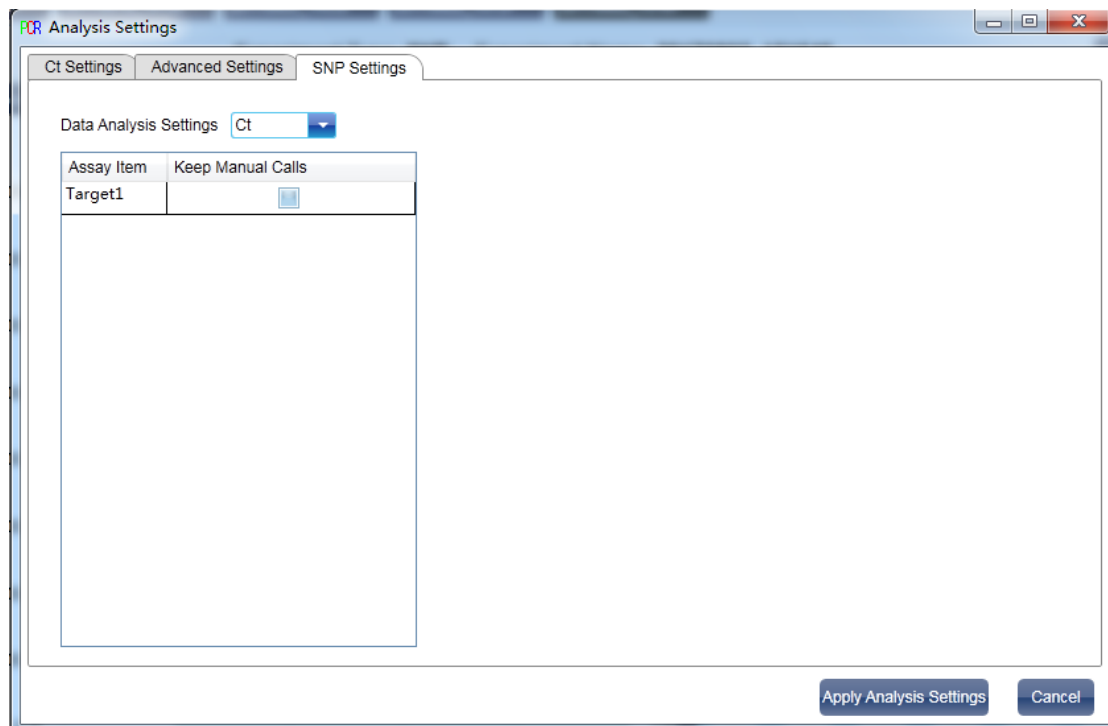 PCR Analysis Settings
Ct Settings Advanced Settings SNP Settings
Data Analysis Settings Ct
Assay Item Keep Manual Calls
Target1
Apply Analysis Settings Cancel